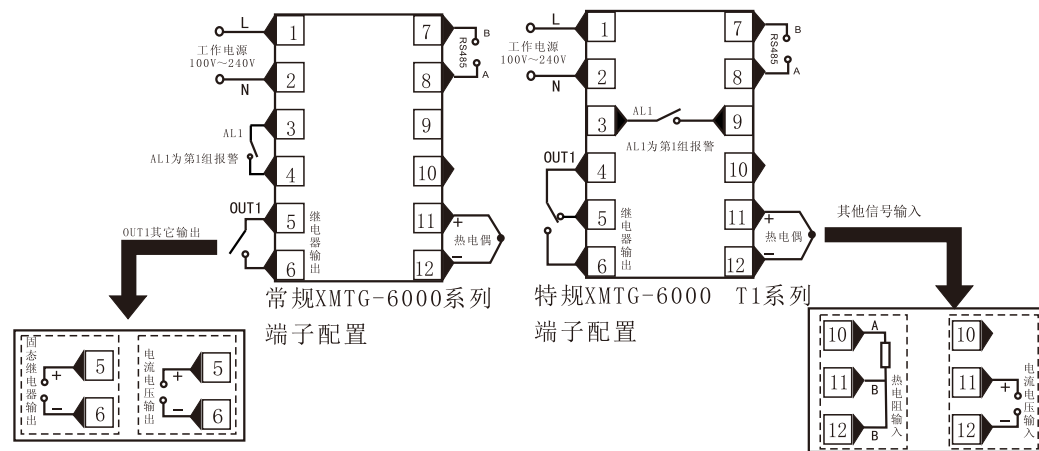 L
工作电源
100V～240V
N
AL1
AL1为第1组报警
OUT1
1
2
3
4
5
6
继电器输出
7
8
9
10
11
12
B
RS485
A
+
热电偶
−
常规XMTG-6000系列
端子配置
L
工作电源
100V～240V
N
OUT1
1
2
3
4
5
6
继电器输出
AL1
AL1为第1组报警
7
8
9
10
11
12
B
RS485
A
+
热电偶
−
特规XMTG-6000 T1系列
端子配置
OUT1其它输出
固态继电器输出
+
−
5
6
电流电压输出
+
−
5
6
其他信号输入
10
11
12
A
B
B
热电阻输入
10
11
12
+
−
电流电压输入